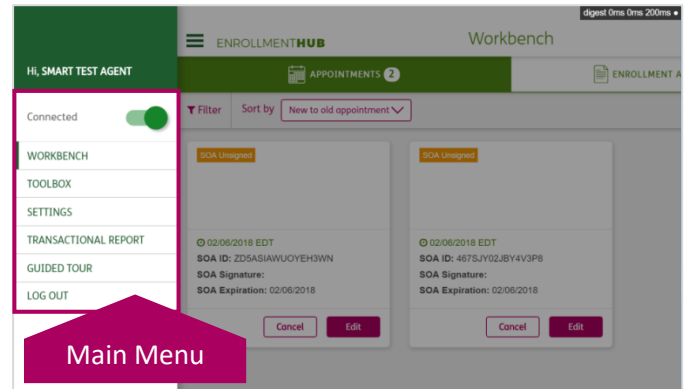 digest 0ms 0ms 200ms •
ENROLLMENTHUB
Workbench
Hi, SMART TEST AGENT
APPOINTMENTS 2
ENROLLMENT A
Connected
Filter
Sort by
New to old appointment
WORKBENCH
TOOLBOX
SETTINGS
TRANSACTIONAL REPORT
GUIDED TOUR
LOG OUT
SOA Unsigned
02/06/2018 EDT
SOA ID: ZD5ASIAWUOYEH3WN
SOA Signature:
SOA Expiration: 02/06/2018
Cancel
Edit
SOA Unsigned
02/06/2018 EDT
SOA ID: 467SJY02JBY4V3P8
SOA Signature:
SOA Expiration: 02/06/2018
Cancel
Edit
Main Menu